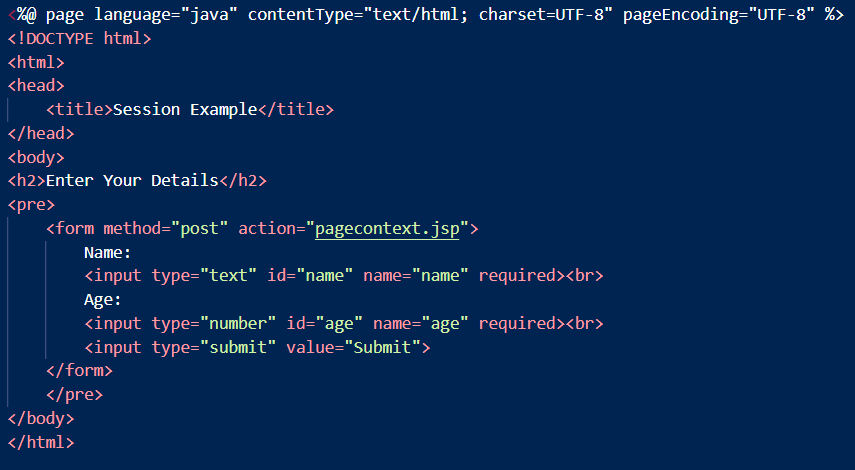 <%@ page language="java" contentType="text/html; charset=UTF-8" pageEncoding="UTF-8" %>
<!DOCTYPE html>
<html>
<head>
    <title>Session Example</title>
</head>
<body>
<h2>Enter Your Details</h2>
<pre>
    <form method="post" action="pagecontext.jsp">
        Name:
        <input type="text" id="name" name="name" required><br>
        Age:
        <input type="number" id="age" name="age" required><br>
        <input type="submit" value="Submit">
    </form>
    </pre>
</body>
</html>